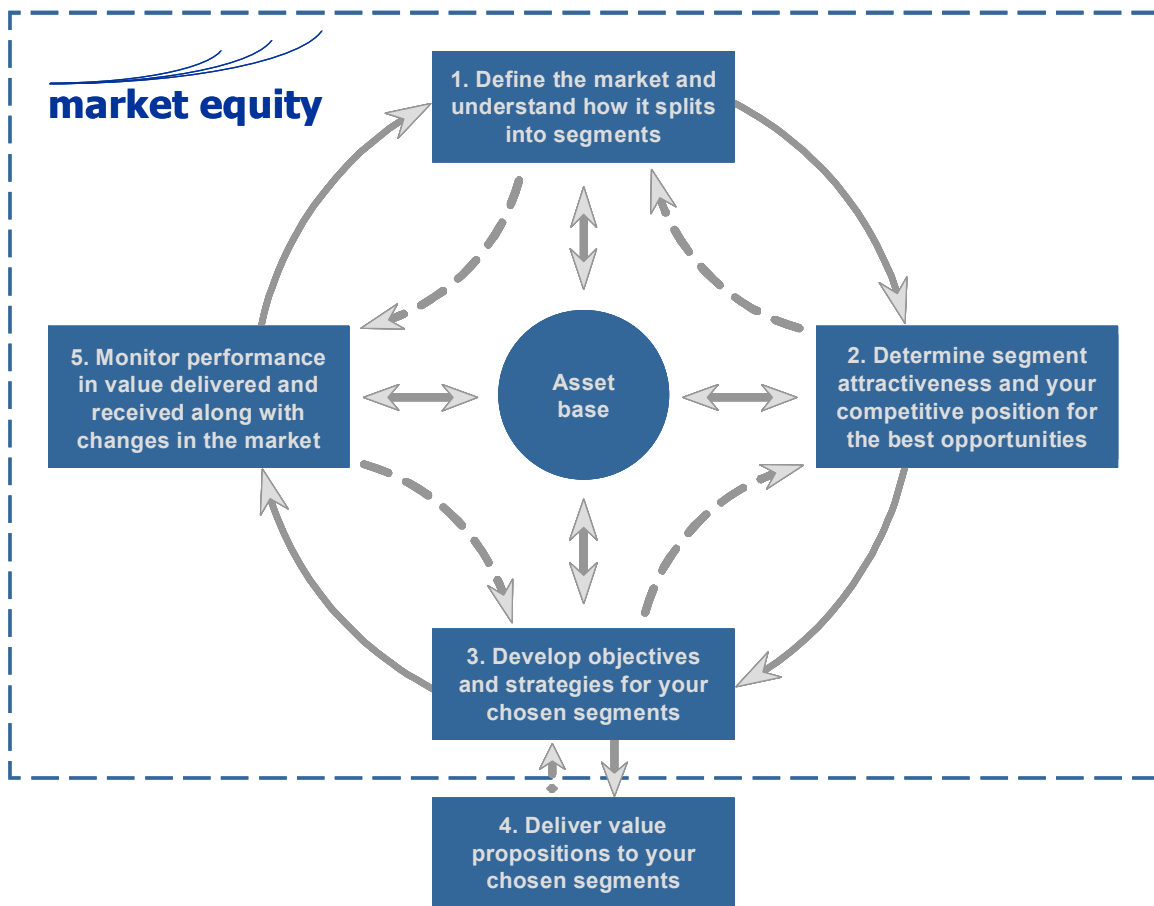 market equity
1. Define the market and
understand how it splits
into segments
5. Monitor performance
in value delivered and
received along with
changes in the market
Asset
base
2. Determine segment
attractiveness and your
competitive position for
the best opportunities
3. Develop objectives
and strategies for your
chosen segments
4. Deliver value
propositions to your
chosen segments